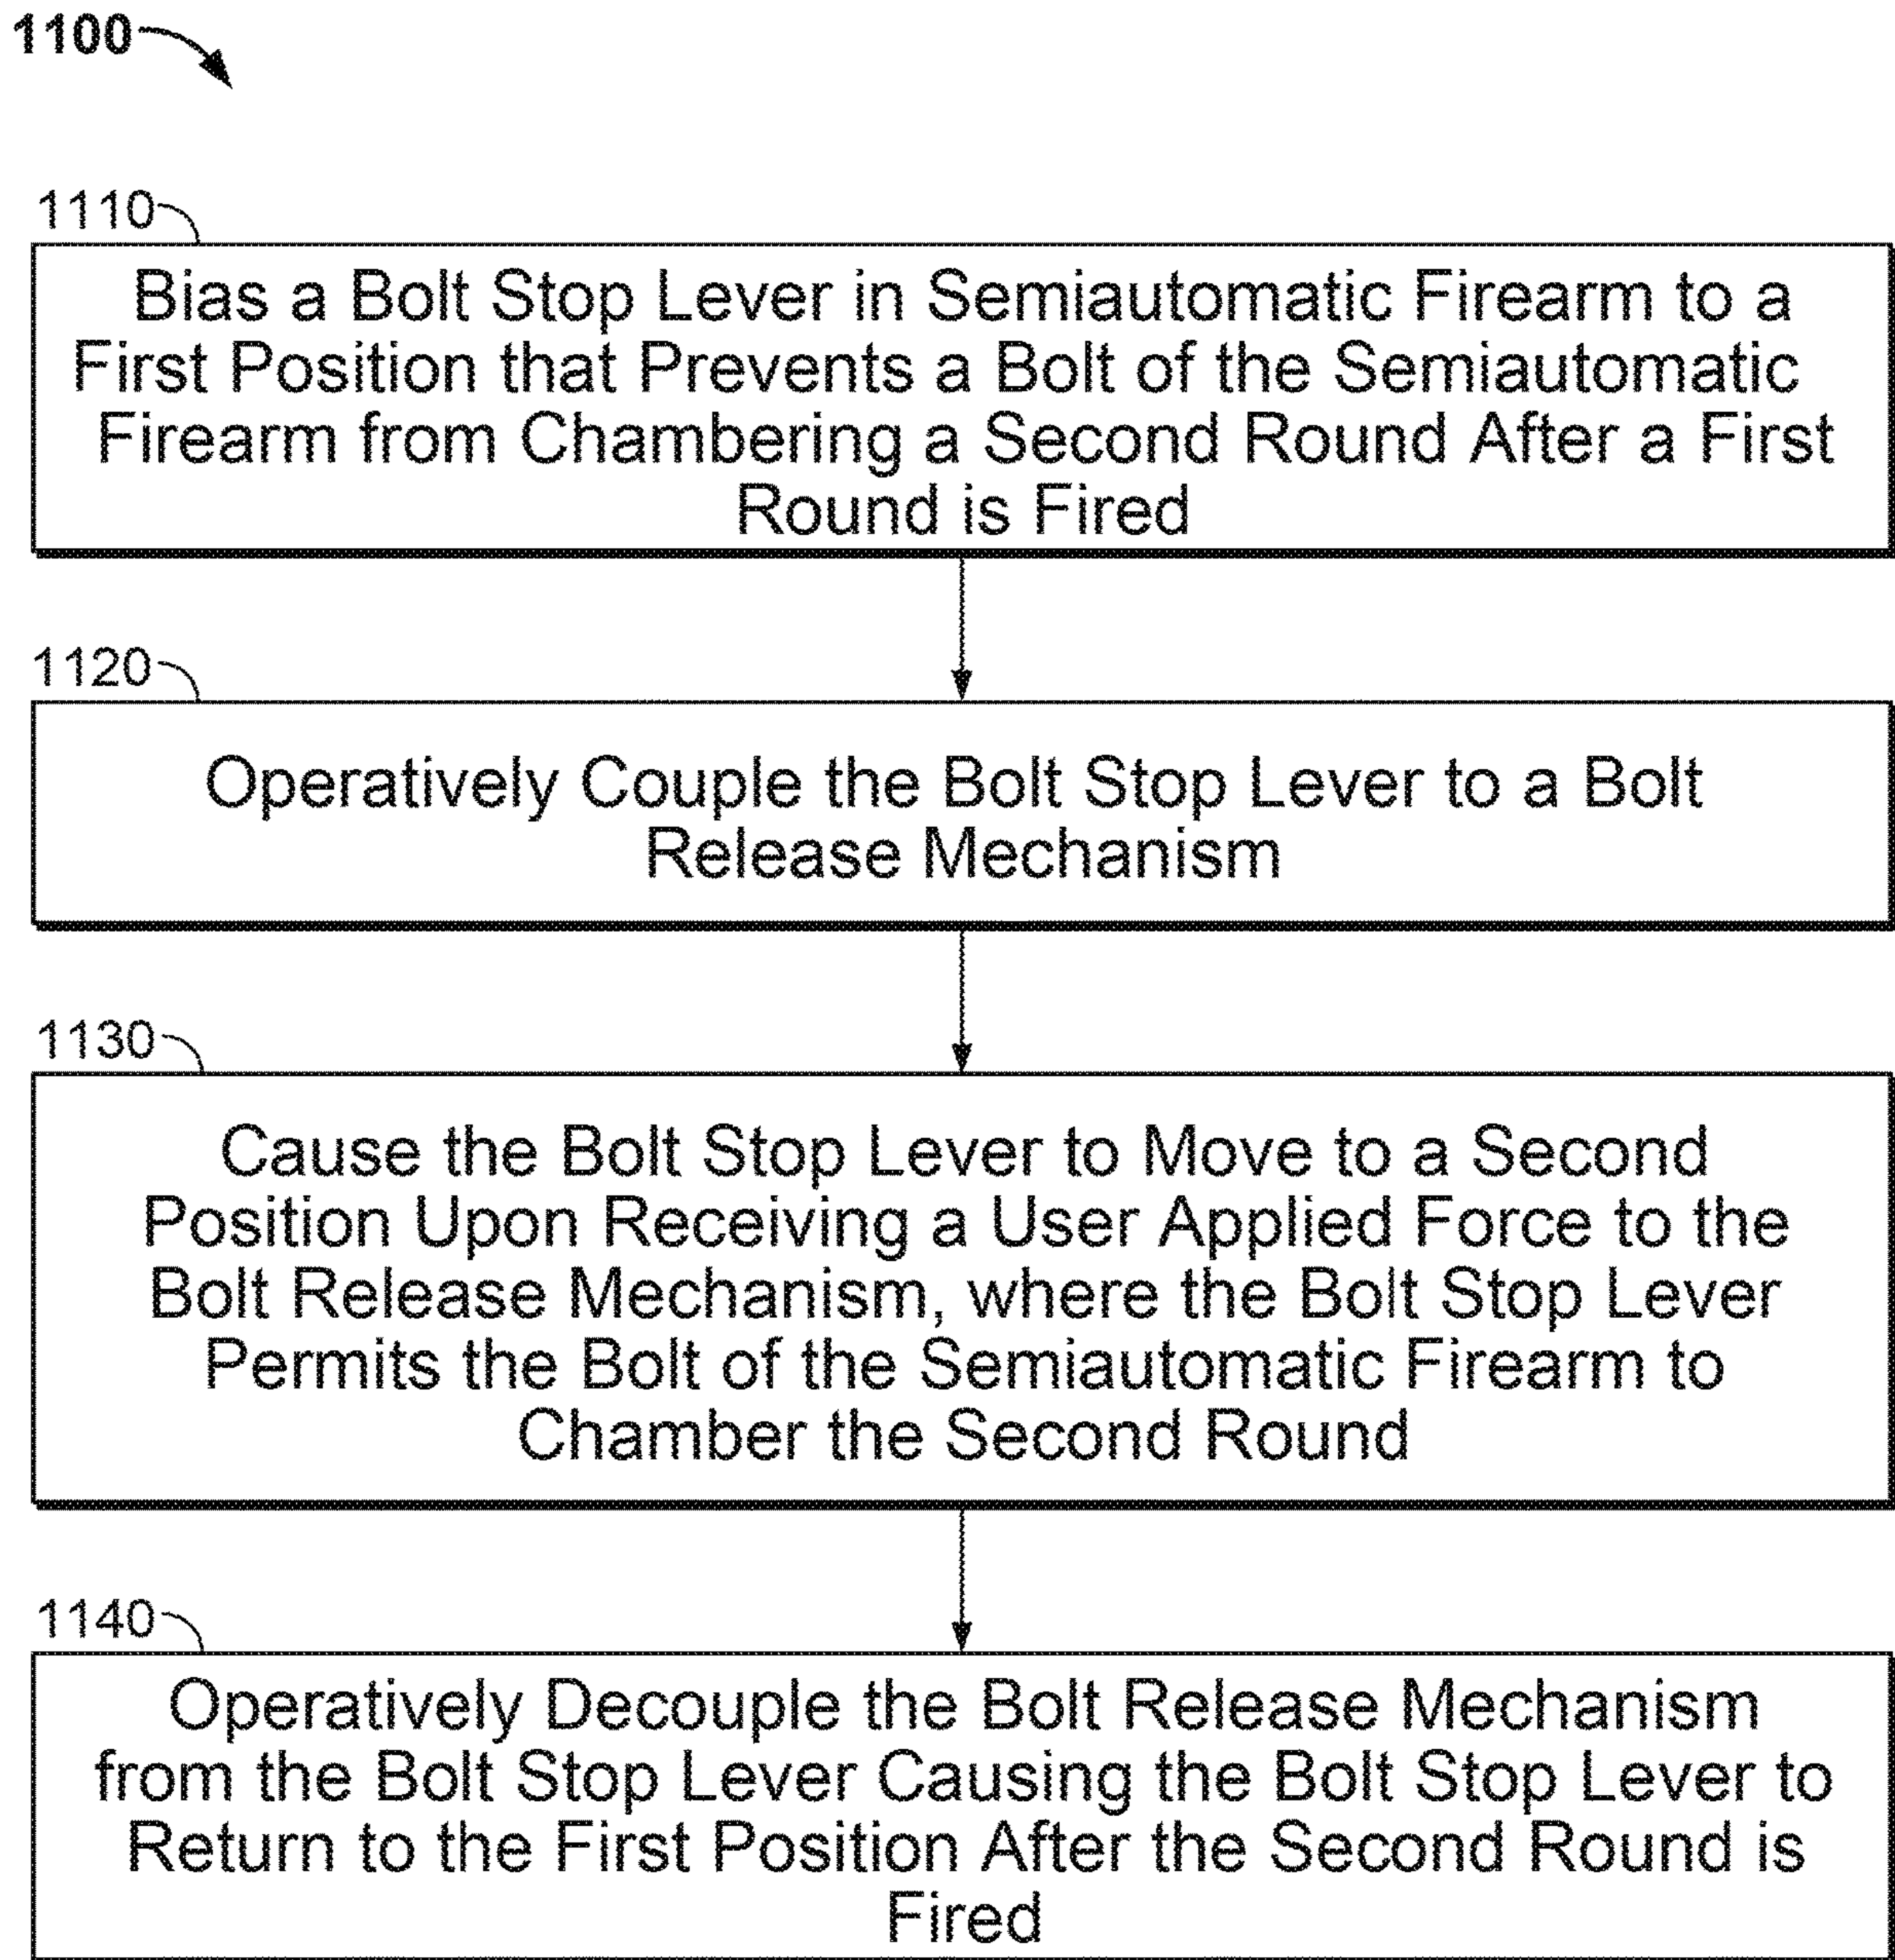 1100
1110
Bias a Bolt Stop Lever in Semiautomatic Firearm to a
First Position that Prevents a Bolt of the Semiautomatic
Firearm from Chambering a Second Round After a First
Round is Fired
1120
Operatively Couple the Bolt Stop Lever to a Bolt
Release Mechanism
1130
Cause the Bolt Stop Lever to Move to a Second
Position Upon Receiving a User Applied Force to the
Bolt Release Mechanism, where the Bolt Stop Lever
Permits the Bolt of the Semiautomatic Firearm to
Chamber the Second Round
1140
Operatively Decouple the Bolt Release Mechanism
from the Bolt Stop Lever Causing the Bolt Stop Lever to
Return to the First Position After the Second Round is
Fired